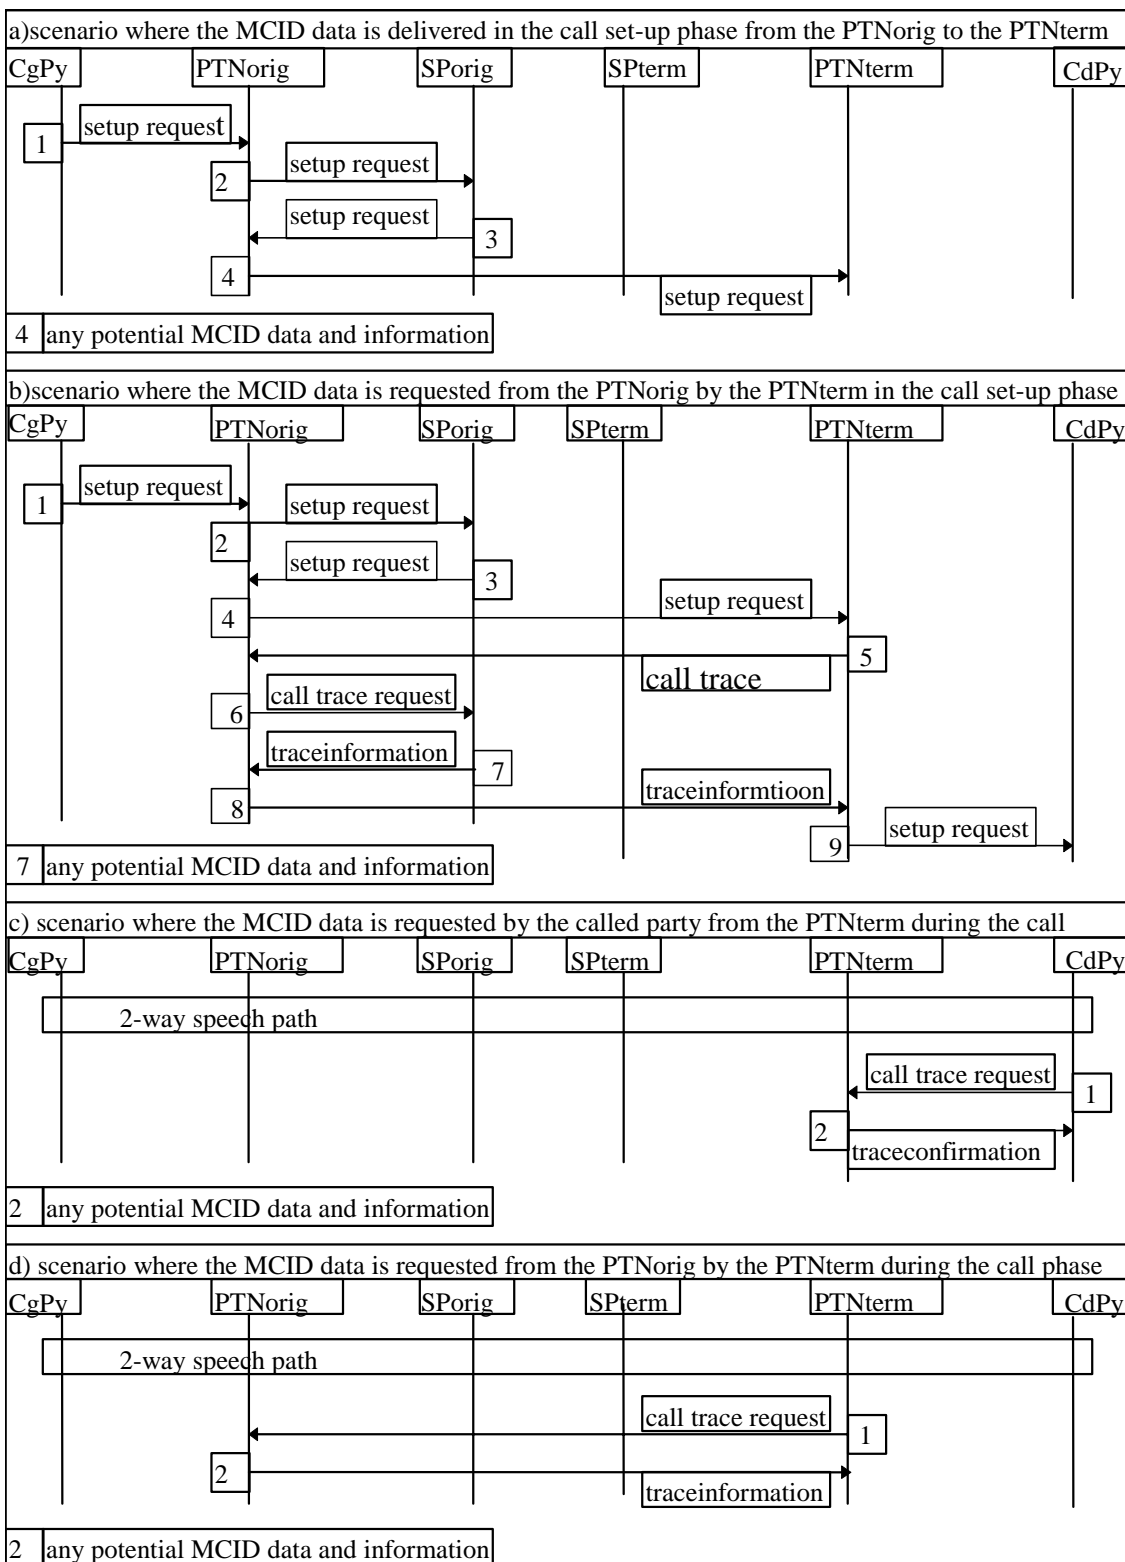 a)scenario where the MCID data is delivered in the call set-up phase from the PTNorig to the PTNterm
CgPy PTNorig SPorig SPterm PTNterm CdPy
1 setup request
2 setup request
setup request 3
4 setup request
4 any potential MCID data and information
b)scenario where the MCID data is requested from the PTNorig by the PTNterm in the call set-up phase
CgPy PTNorig SPorig SPterm PTNterm CdPy
1 setup request
2 setup request
setup request 3
4 setup request
call trace 5
6 call trace request
traceinformation 7
8 traceinformtioon
9 setup request
7 any potential MCID data and information
c) scenario where the MCID data is requested by the called party from the PTNterm during the call
CgPy PTNorig SPorig SPterm PTNterm CdPy
2-way speech path
call trace request 1
2 traceconfirmation
2 any potential MCID data and information
d) scenario where the MCID data is requested from the PTNorig by the PTNterm during the call phase
CgPy PTNorig SPorig SPterm PTNterm CdPy
2-way speech path
call trace request 1
2 traceinformation
2 any potential MCID data and information